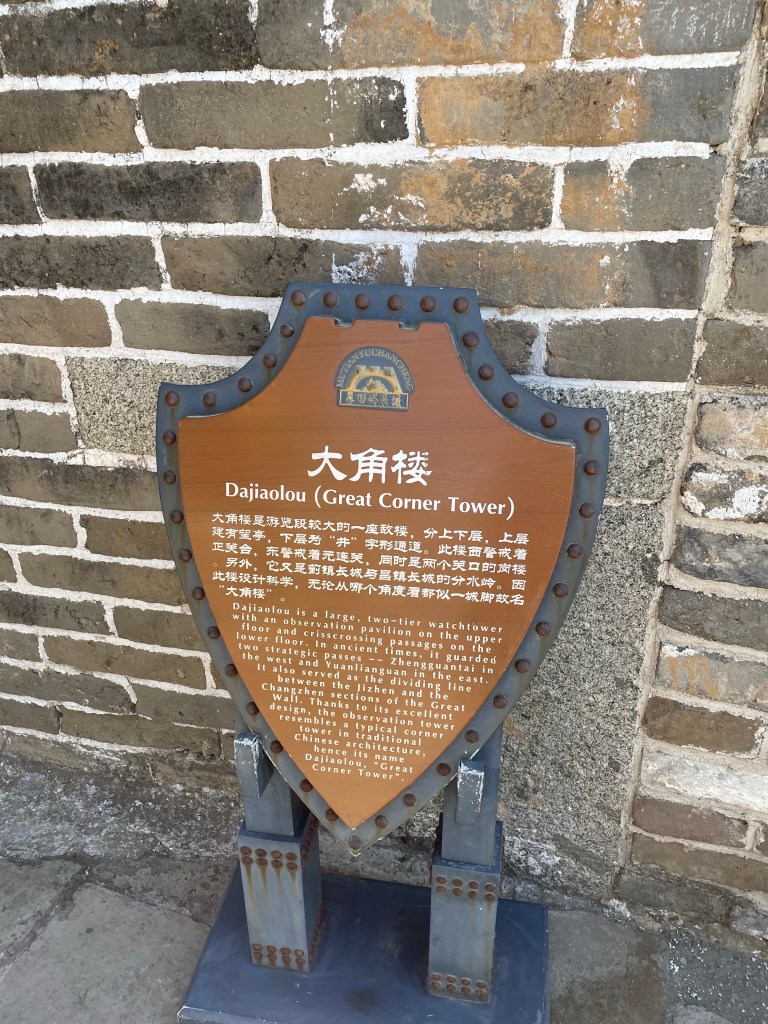 MUTIANYUCHANGCHENG
慕田峪長城
大角楼
Dajiaolou (Great Corner Tower)
大角楼是游览段较大的一座敌楼，分上下层，上层
建有望亭，下层为“井”字形通道。此楼西警戒着
正关台，东警戒着元连关，同时是两个关口的岗楼
。另外，它又是蓟镇长城与昌镇长城的分水岭。因
此楼设计科学，无论从哪个角度看都似一城脚故名
“大角楼”。
Dajiaolou is a large, two-tier watchtower
with an observation pavilion on the upper
floor and crisscrossing passages on the
lower floor. In ancient times, it guarded
two strategic passes -- Zhengguantai in
the west and Yuanlianguan in the east.
It also served as the dividing line
between the Jizhen and the
Changzhen sections of the Great
Wall. Thanks to its excellent
design, the observation tower
resembles a typical corner
tower in traditional
Chinese architecture,
hence its name
Dajiaolou, "Great
Corner Tower".